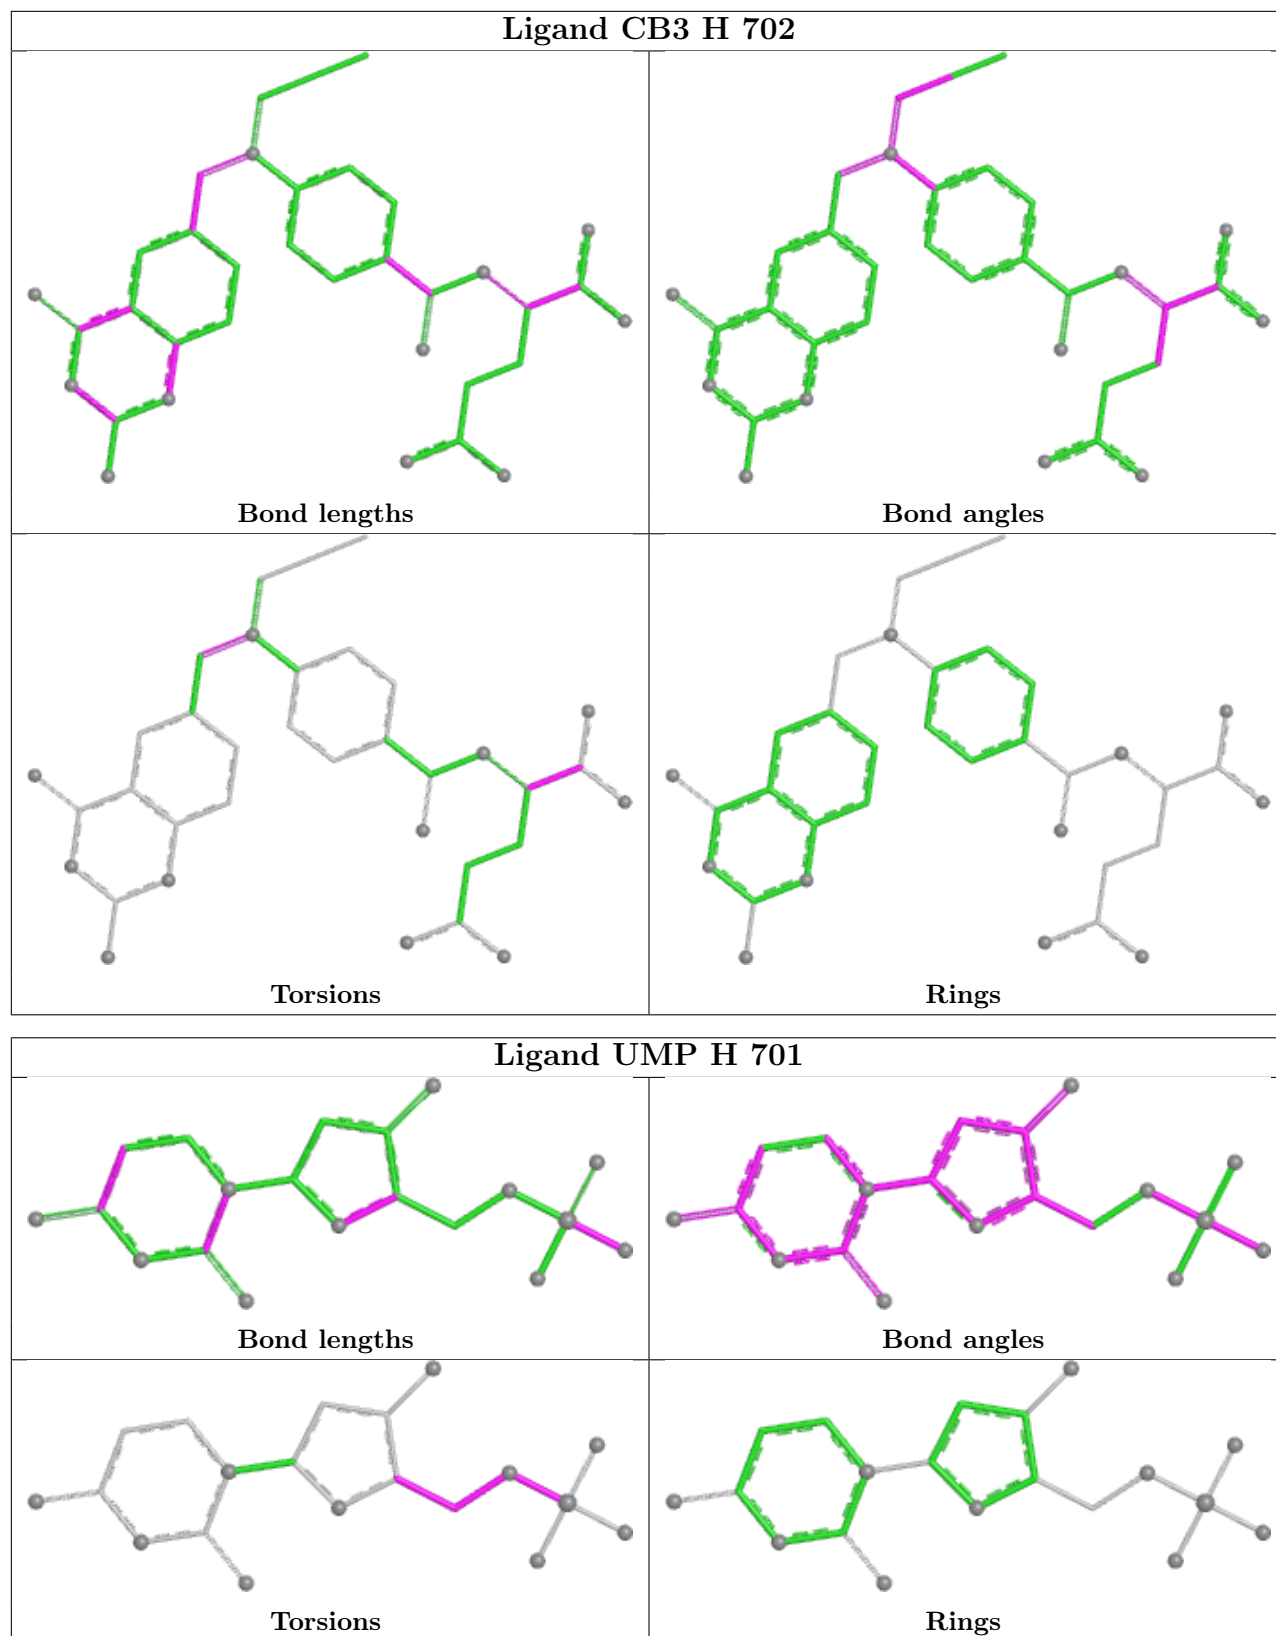 Ligand CB3 H 702
Bond lengths
Bond angles
Torsions
Rings
Ligand UMP H 701
Bond lengths
Bond angles
Torsions
Rings